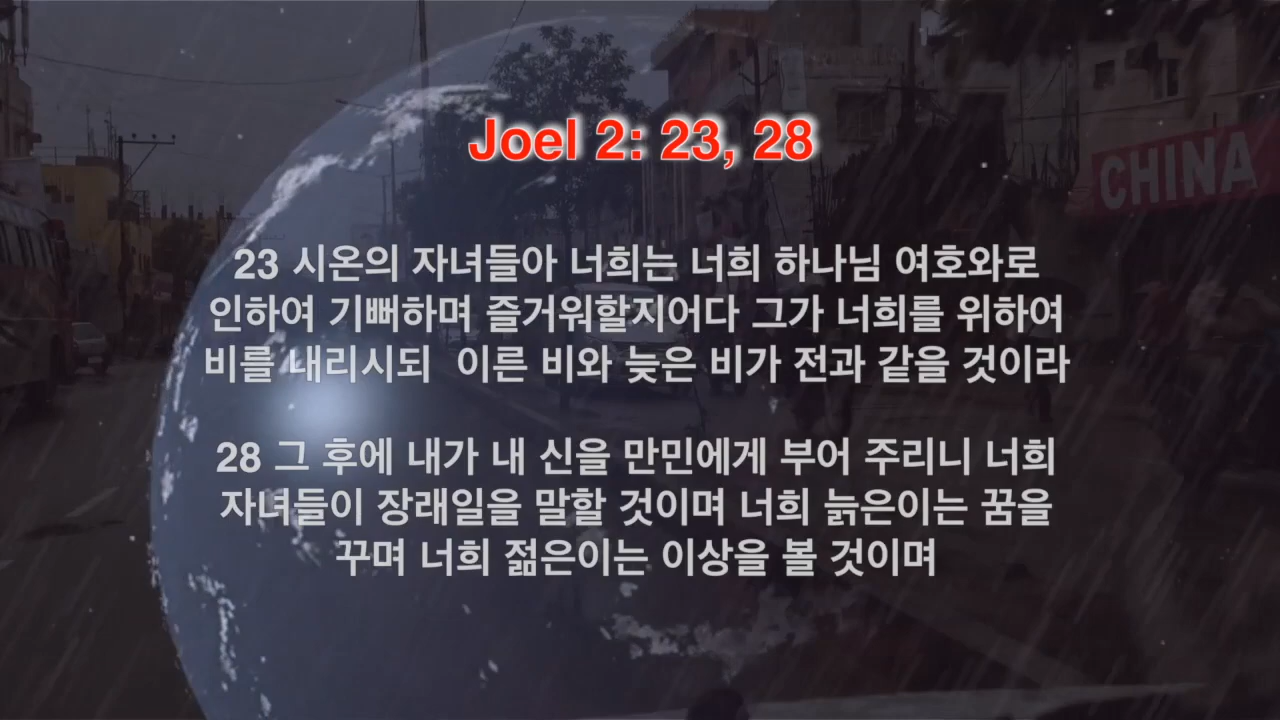 Joel 2: 23, 28
CHINA
23 시온의 자녀들아 너희는 너희 하나님 여호와로
인하여 기뻐하며 즐거워할지어다 그가 너희를 위하여
비를 내리시되 이른 비와 늦은 비가 전과 같을 것이라
28 그 후에 내가 내 신을 만민에게 부어 주리니 너희
자녀들이 장래일을 말할 것이며 너희 늙은이는 꿈을
꾸며 너희 젊은이는 이상을 볼 것이며